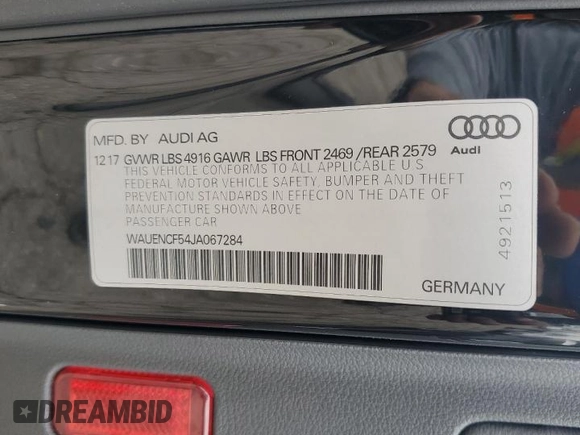 MFD. BY AUDI AG
12 17 GVWR LBS 4916 GAWR LBS FRONT 2469 /REAR 2579
THIS VEHICLE CONFORMS TO ALL APPLICABLE U S
FEDERAL MOTOR VEHICLE SAFETY, BUMPER AND THEFT
PREVENTION STANDARDS IN EFFECT ON THE DATE OF
MANUFACTURE SHOWN ABOVE
PASSENGER CAR
WAUENCF54JA067284
Audi
4921513
GERMANY
DREAMBID